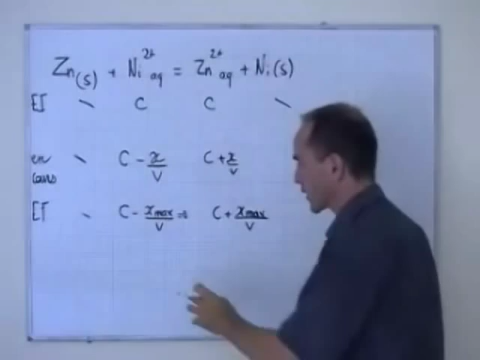 Zn(s) + Ni²⁺aq = Zn²⁺aq + Ni(s)
EI \ C C \
en cours \ C - x/V C + x/V
EF \ C - xmax/V = 0 C + xmax/V